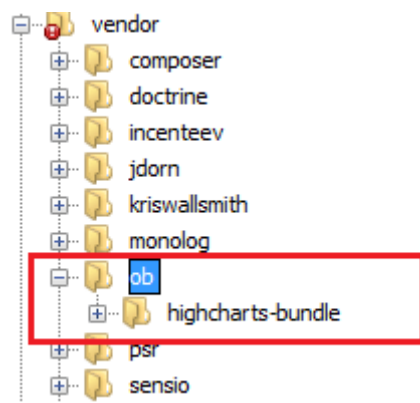 vendor
composer
doctrine
incenteev
jdorn
kriswallsmith
monolog
ob
highcharts-bundle
psr
sensio